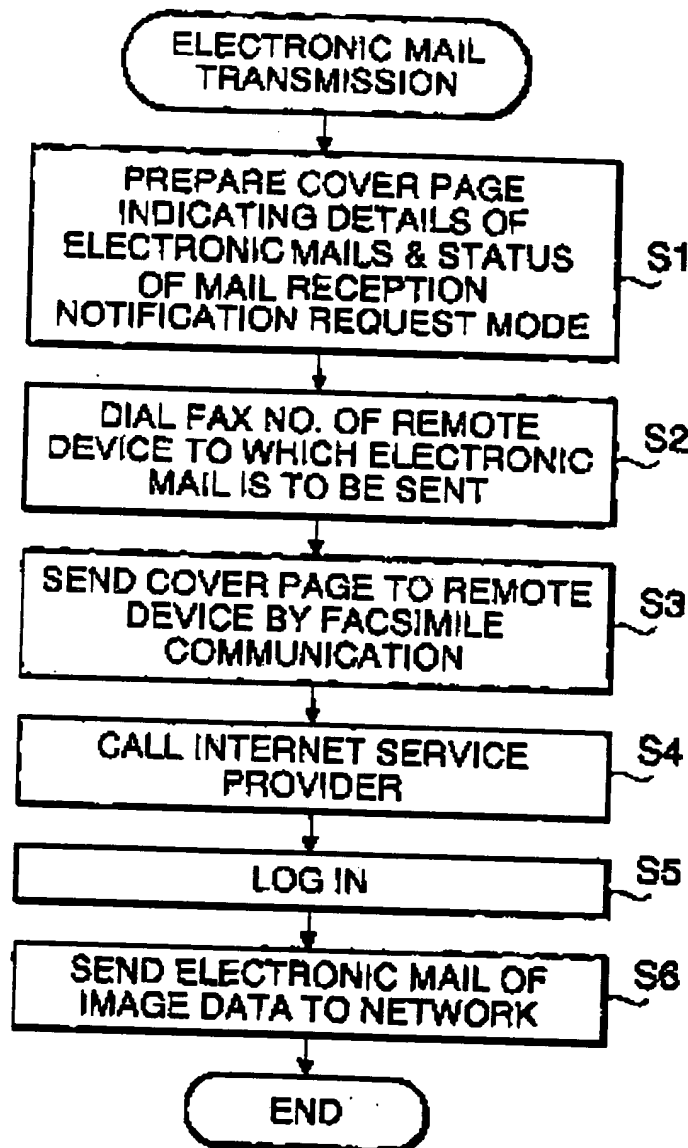 ELECTRONIC MAIL
TRANSMISSION
PREPARE COVER PAGE
INDICATING DETAILS OF
ELECTRONIC MAILS & STATUS
OF MAIL RECEPTION
NOTIFICATION REQUEST MODE
S1
DIAL FAX NO. OF REMOTE
DEVICE TO WHICH ELECTRONIC
MAIL IS TO BE SENT
S2
SEND COVER PAGE TO REMOTE
DEVICE BY FACSIMILE
COMMUNICATION
S3
CALL INTERNET SERVICE
PROVIDER
S4
LOG IN
S5
SEND ELECTRONIC MAIL OF
IMAGE DATA TO NETWORK
S6
END